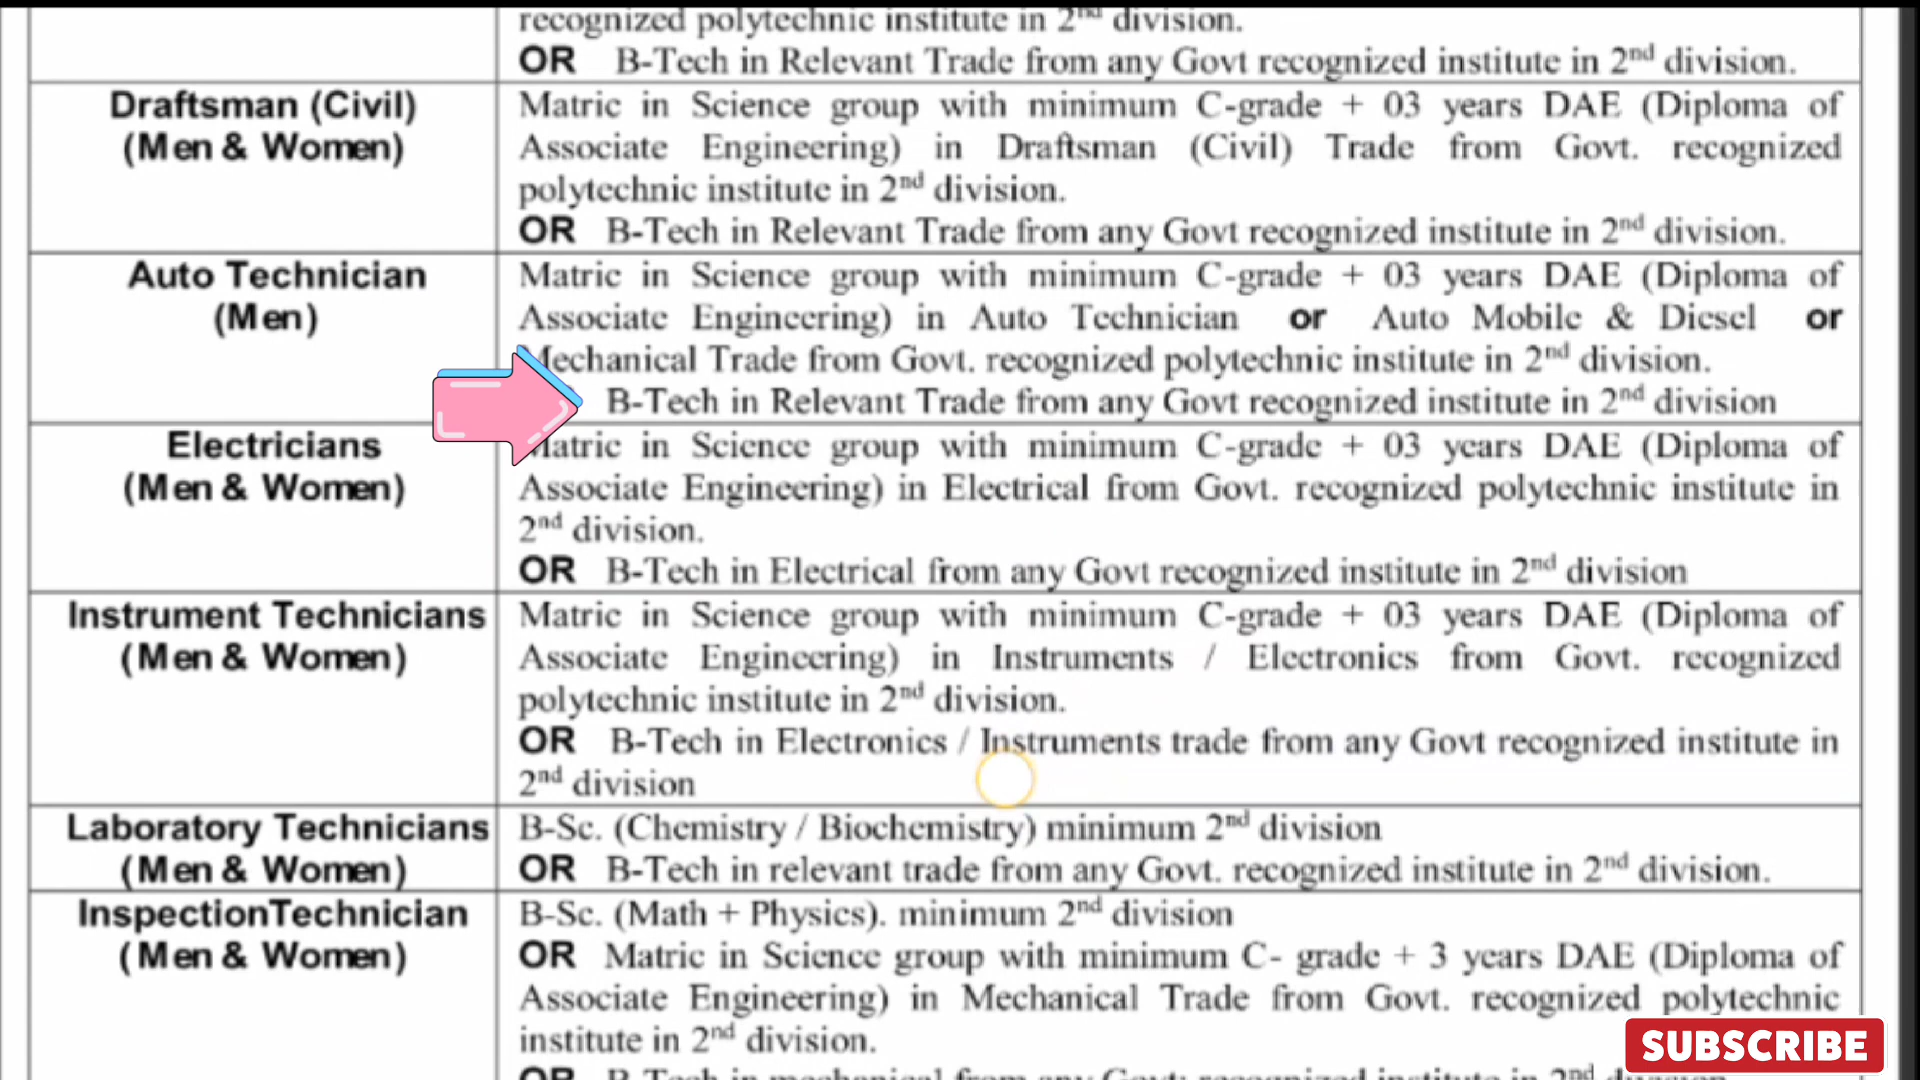 recognized polytechnic institute in 2nd division.
OR B-Tech in Relevant Trade from any Govt recognized institute in 2nd division.
Draftsman (Civil)
(Men & Women)
Matric in Science group with minimum C-grade + 03 years DAE (Diploma of
Associate Engineering) in Draftsman (Civil) Trade from Govt. recognized
polytechnic institute in 2nd division.
OR B-Tech in Relevant Trade from any Govt recognized institute in 2nd division.
Auto Technician
(Men)
Matric in Science group with minimum C-grade + 03 years DAE (Diploma of
Associate Engineering) in Auto Technician or Auto Mobile & Diesel or
Mechanical Trade from Govt. recognized polytechnic institute in 2nd division.
B-Tech in Relevant Trade from any Govt recognized institute in 2nd division
Electricians
(Men & Women)
Matric in Science group with minimum C-grade + 03 years DAE (Diploma of
Associate Engineering) in Electrical from Govt. recognized polytechnic institute in
2nd division.
OR B-Tech in Electrical from any Govt recognized institute in 2nd division
Instrument Technicians
(Men & Women)
Matric in Science group with minimum C-grade + 03 years DAE (Diploma of
Associate Engineering) in Instruments / Electronics from Govt. recognized
polytechnic institute in 2nd division.
OR B-Tech in Electronics / Instruments trade from any Govt recognized institute in
2nd division
Laboratory Technicians
(Men & Women)
B-Sc. (Chemistry / Biochemistry) minimum 2nd division
OR B-Tech in relevant trade from any Govt. recognized institute in 2nd division.
InspectionTechnician
(Men & Women)
B-Sc. (Math + Physics). minimum 2nd division
OR Matric in Science group with minimum C- grade + 3 years DAE (Diploma of
Associate Engineering) in Mechanical Trade from Govt. recognized polytechnic
institute in 2nd division.
OR B-Tech in mechanical from any Govt: recognized institute in 2nd division
SUBSCRIBE